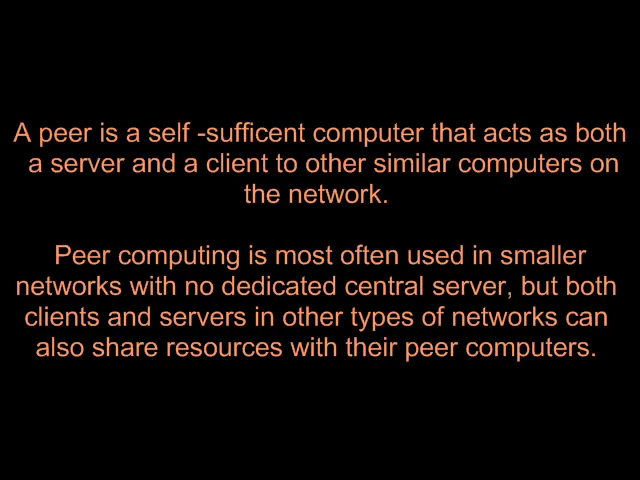 A peer is a self -sufficent computer that acts as both
a server and a client to other similar computers on
the network.
Peer computing is most often used in smaller
networks with no dedicated central server, but both
clients and servers in other types of networks can
also share resources with their peer computers.